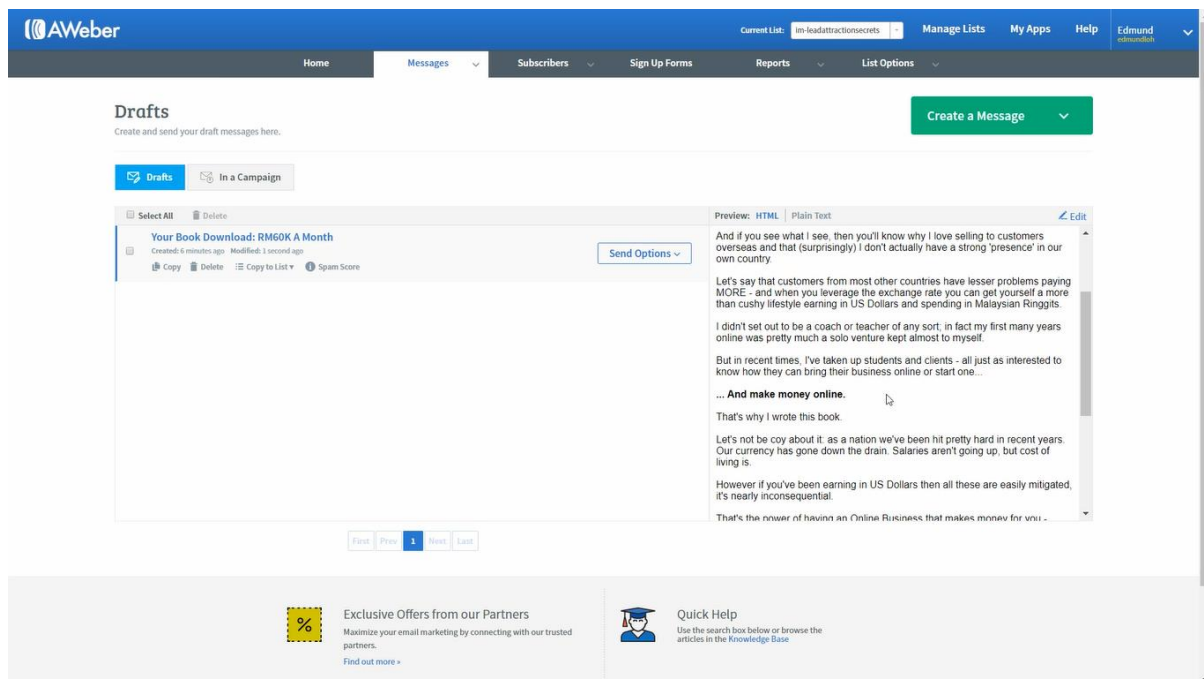 AWeber
Current List: im-leadattractionsecrets
Manage Lists
My Apps
Help
Edmund
edmundloh
Home
Messages
Subscribers
Sign Up Forms
Reports
List Options
Drafts
Create and send your draft messages here.
Create a Message
Drafts
In a Campaign
Select All
Delete
Your Book Download: RM60K A Month
Created: 6 minutes ago Modified: 1 second ago
Copy Delete Copy to List Spam Score
Send Options
Preview: HTML Plain Text
Edit
And if you see what I see, then you'll know why I love selling to customers
overseas and that (surprisingly) I don't actually have a strong 'presence' in our
own country.
Let's say that customers from most other countries have lesser problems paying
MORE - and when you leverage the exchange rate you can get yourself a more
than cushy lifestyle earning in US Dollars and spending in Malaysian Ringgits.
I didn't set out to be a coach or teacher of any sort; in fact my first many years
online was pretty much a solo venture kept almost to myself.
But in recent times, I've taken up students and clients - all just as interested to
know how they can bring their business online or start one...
... And make money online.
That's why I wrote this book.
Let's not be coy about it: as a nation we've been hit pretty hard in recent years.
Our currency has gone down the drain. Salaries aren't going up, but cost of
living is.
However if you've been earning in US Dollars then all these are easily mitigated,
it's nearly inconsequential.
That's the power of having an Online Business that makes money for you -
First Prev 1 Next Last
Exclusive Offers from our Partners
Maximize your email marketing by connecting with our trusted
partners.
Find out more »
Quick Help
Use the search box below or browse the
articles in the Knowledge Base